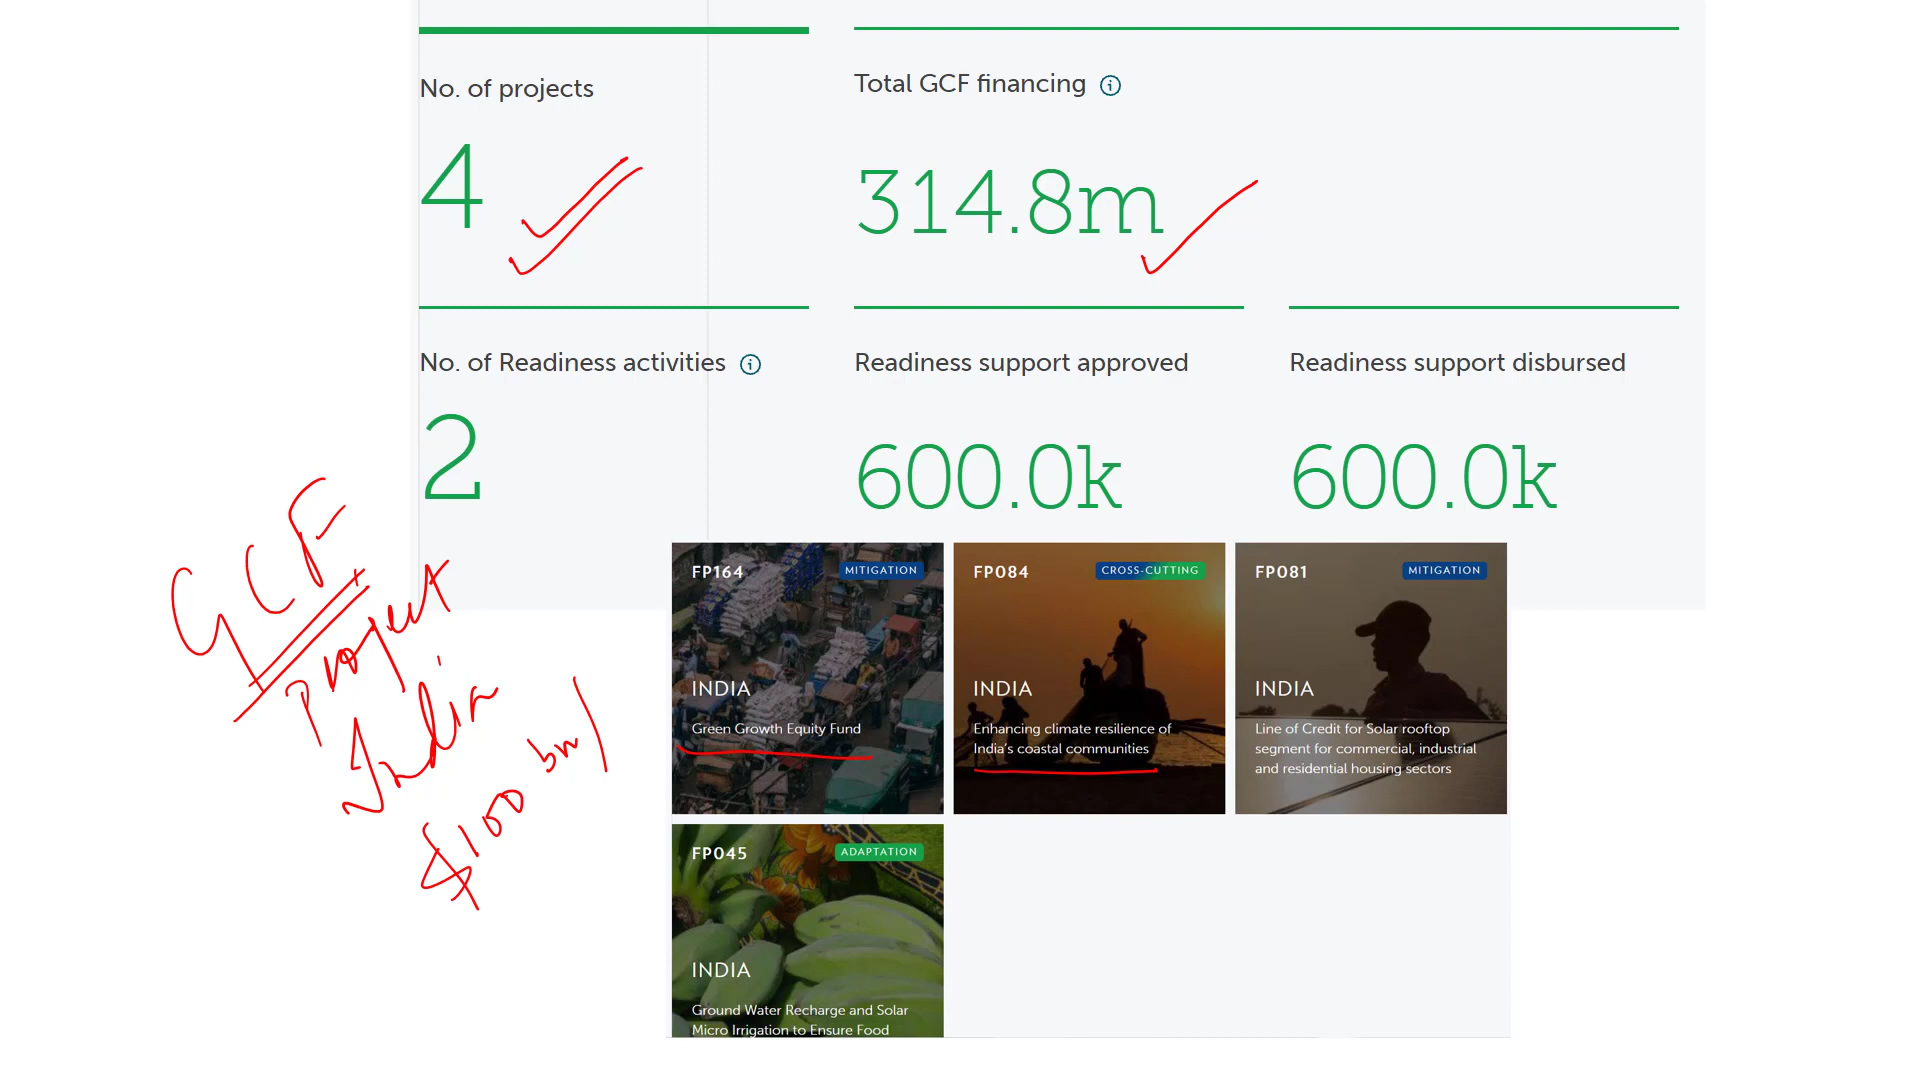 No. of projects
4
Total GCF financing
314.8m
No. of Readiness activities
2
Readiness support approved
600.0k
Readiness support disbursed
600.0k
GCF
Project
India
$100 bn/
FP164
MITIGATION
INDIA
Green Growth Equity Fund
FP084
CROSS-CUTTING
INDIA
Enhancing climate resilience of
India's coastal communities
FP081
MITIGATION
INDIA
Line of Credit for Solar rooftop
segment for commercial, industrial
and residential housing sectors
FP045
ADAPTATION
INDIA
Ground Water Recharge and Solar
Micro Irrigation to Ensure Food